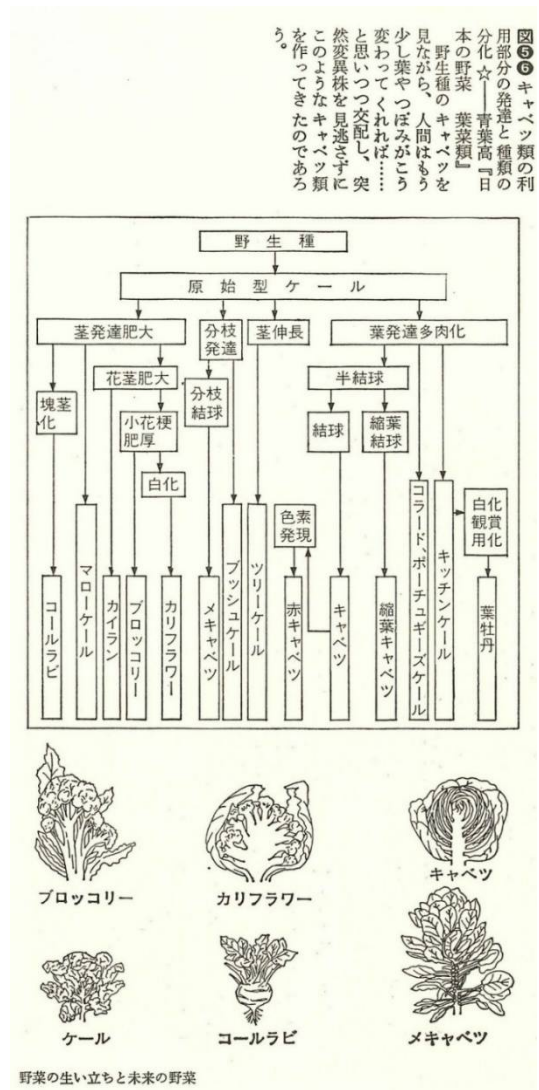 図56 キャベツ類の利
用部分の発達と種類の
分化 ☆――青葉高『日
本の野菜 葉菜類』
野生種のキャベツを
見ながら、人間はもう
少し葉や つぼみがこう
変わって くれれば……
と思いつつ交配し、突
然変異株を 見逃さずに
このような キャベツ類
を作ってき たのであろ
う。
野生種
原始型ケール
茎発達肥大
分枝
発達
茎伸長
葉発達多肉化
花茎肥大
半結球
塊茎
化
分枝
結球
小花梗
肥厚
結球
縮葉
結球
白化
色素
発現
白化
観賞
用化
コールラビ
マローケール
カイラン
ブロッコリー
カリフラワー
メキャベツ
ブッシュケール
ツリーケール
赤キャベツ
キャベツ
縮葉キャベツ
コラード、ポーチュギーズケール
キッチンケール
葉牡丹
ブロッコリー
カリフラワー
キャベツ
ケール
コールラビ
メキャベツ
野菜の生い立ちと未来の野菜